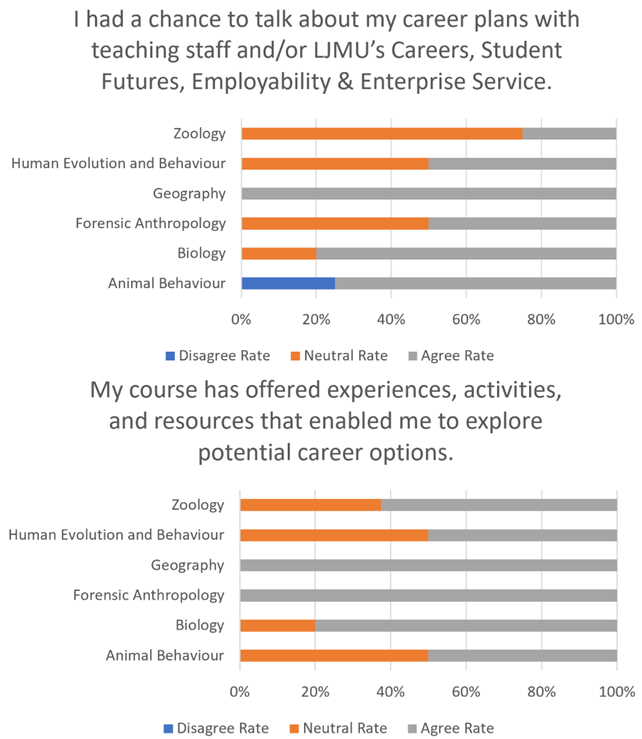 I had a chance to talk about my career plans with
teaching staff and/or LJMU's Careers, Student
Futures, Employability & Enterprise Service.
Zoology
Human Evolution and Behaviour
Geography
Forensic Anthropology
Biology
Animal Behaviour
0% 20% 40% 60% 80% 100%
Disagree Rate Neutral Rate Agree Rate
My course has offered experiences, activities,
and resources that enabled me to explore
potential career options.
Zoology
Human Evolution and Behaviour
Geography
Forensic Anthropology
Biology
Animal Behaviour
0% 20% 40% 60% 80% 100%
Disagree Rate Neutral Rate Agree Rate